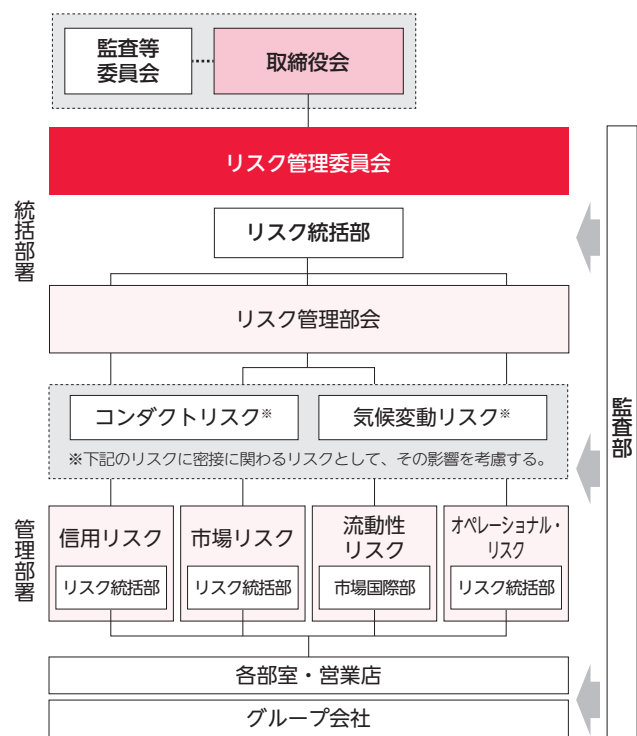 監査等
委員会
取締役会
リスク管理委員会
統括部署
リスク統括部
リスク管理部会
コンダクトリスク※
気候変動リスク※
※下記のリスクに密接に関わるリスクとして、その影響を考慮する。
監査部
管理部署
信用リスク
リスク統括部
市場リスク
リスク統括部
流動性
リスク
市場国際部
オペレーショナル・
リスク
リスク統括部
各部室・営業店
グループ会社